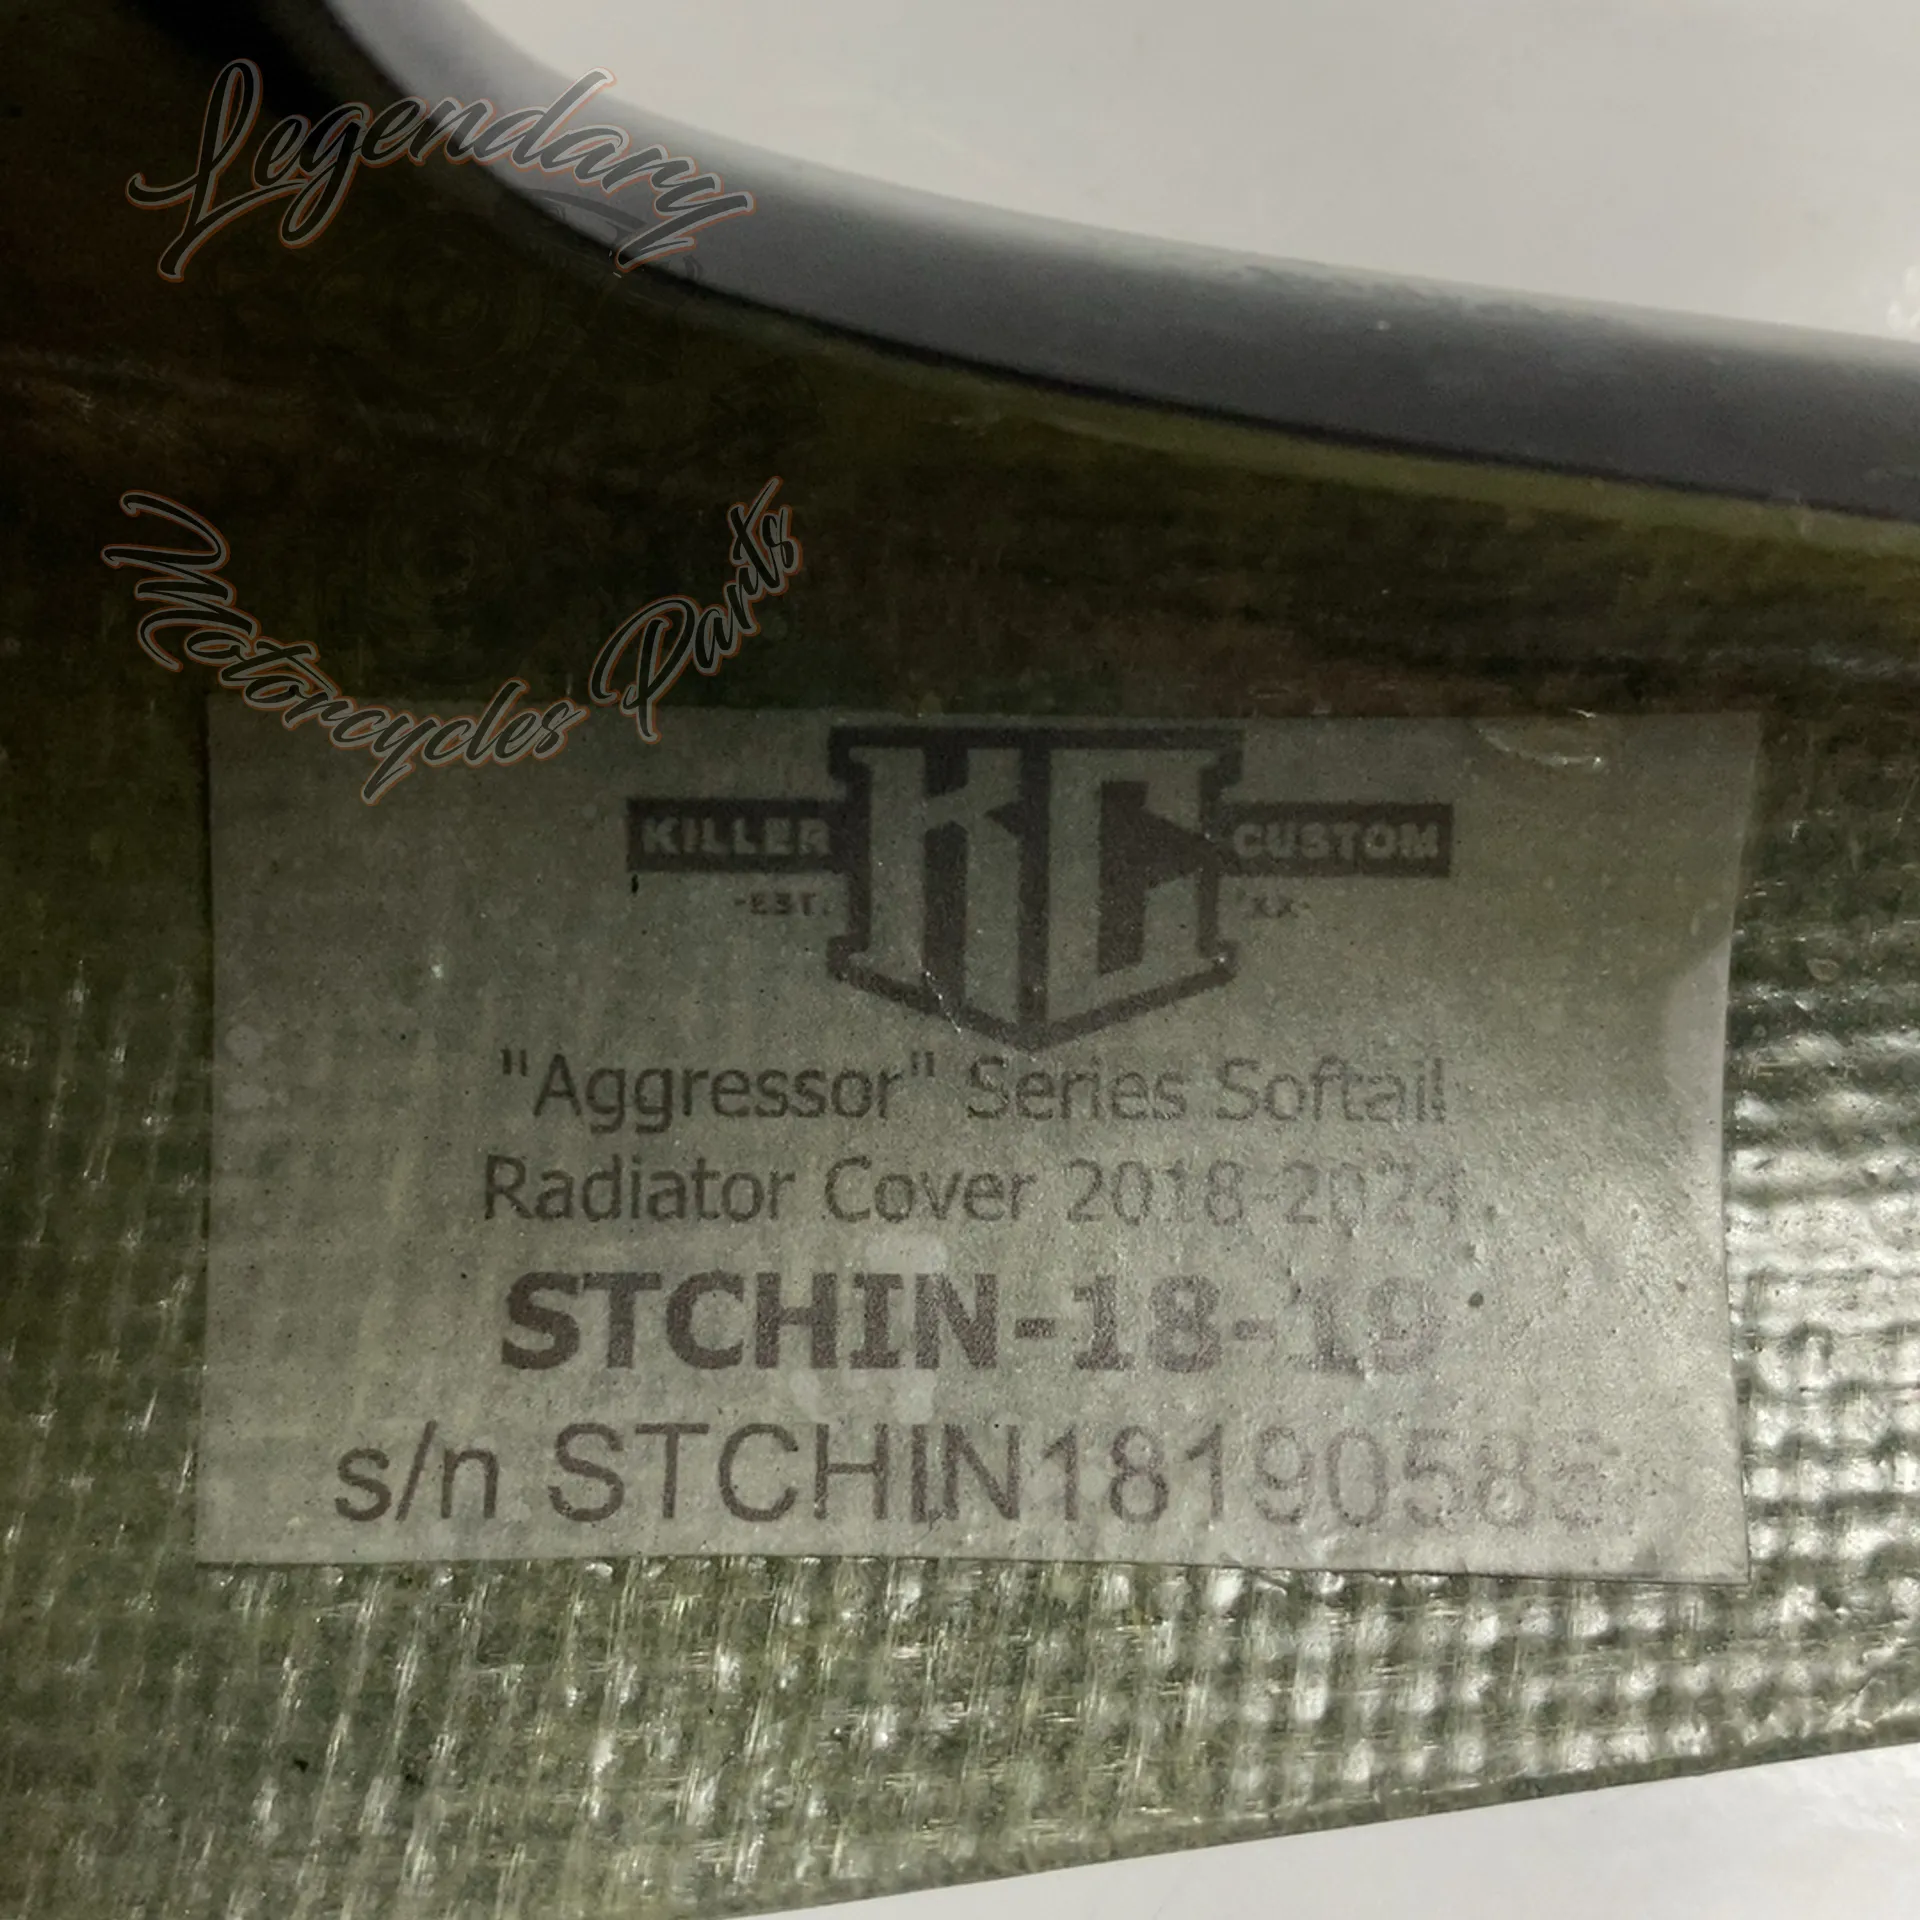 Legendary
Motorcycles Parts
KILLER KC CUSTOM
-EST. XX-
"Aggressor" Series Softail
Radiator Cover 2018-2024
STCHIN-18-19
s/n